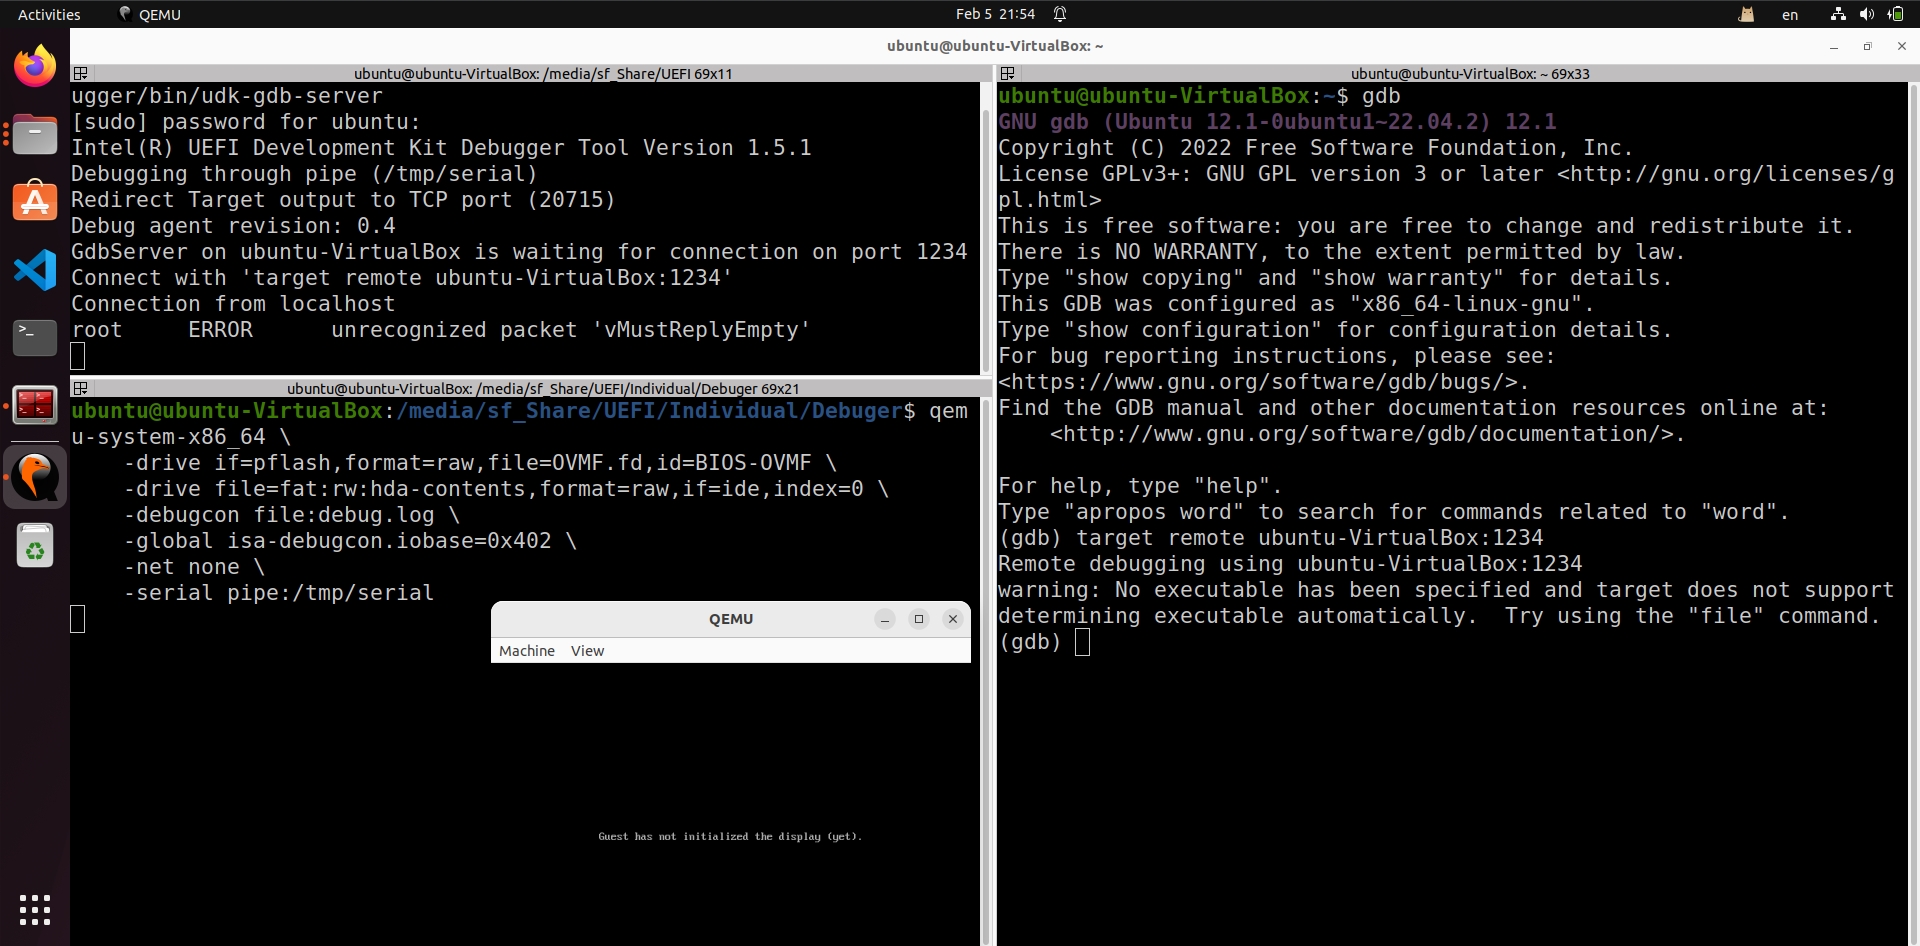 Activities
QEMU
Feb 5 21:54
en
ubuntu@ubuntu-VirtualBox: ~
ubuntu@ubuntu-VirtualBox: /media/sf_Share/UEFI 69x11
ugger/bin/udk-gdb-server
[sudo] password for ubuntu:
Intel(R) UEFI Development Kit Debugger Tool Version 1.5.1
Debugging through pipe (/tmp/serial)
Redirect Target output to TCP port (20715)
Debug agent revision: 0.4
GdbServer on ubuntu-VirtualBox is waiting for connection on port 1234
Connect with 'target remote ubuntu-VirtualBox:1234'
Connection from localhost
root     ERROR      unrecognized packet 'vMustReplyEmpty'
ubuntu@ubuntu-VirtualBox: /media/sf_Share/UEFI/Individual/Debuger 69x21
ubuntu@ubuntu-VirtualBox:/media/sf_Share/UEFI/Individual/Debuger$ qem
u-system-x86_64 \
    -drive if=pflash,format=raw,file=OVMF.fd,id=BIOS-OVMF \
    -drive file=fat:rw:hda-contents,format=raw,if=ide,index=0 \
    -debugcon file:debug.log \
    -global isa-debugcon.iobase=0x402 \
    -net none \
    -serial pipe:/tmp/serial
QEMU
Machine View
Guest has not initialized the display (yet).
ubuntu@ubuntu-VirtualBox: ~ 69x33
ubuntu@ubuntu-VirtualBox:~$ gdb
GNU gdb (Ubuntu 12.1-0ubuntu1~22.04.2) 12.1
Copyright (C) 2022 Free Software Foundation, Inc.
License GPLv3+: GNU GPL version 3 or later <http://gnu.org/licenses/g
pl.html>
This is free software: you are free to change and redistribute it.
There is NO WARRANTY, to the extent permitted by law.
Type "show copying" and "show warranty" for details.
This GDB was configured as "x86_64-linux-gnu".
Type "show configuration" for configuration details.
For bug reporting instructions, please see:
<https://www.gnu.org/software/gdb/bugs/>.
Find the GDB manual and other documentation resources online at:
    <http://www.gnu.org/software/gdb/documentation/>.
For help, type "help".
Type "apropos word" to search for commands related to "word".
(gdb) target remote ubuntu-VirtualBox:1234
Remote debugging using ubuntu-VirtualBox:1234
warning: No executable has been specified and target does not support
determining executable automatically.  Try using the "file" command.
(gdb)